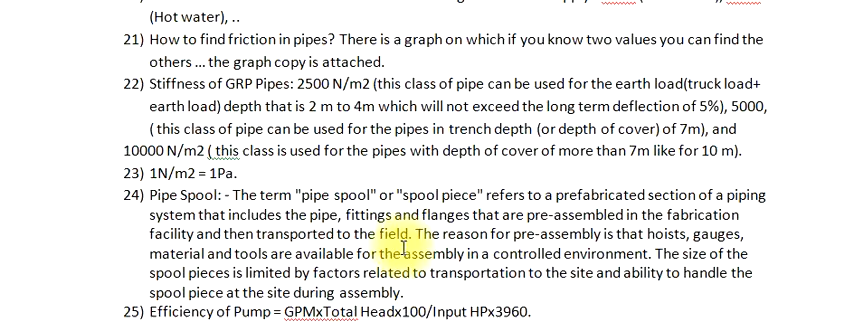 (Hot water), ..
21) How to find friction in pipes? There is a graph on which if you know two values you can find the
others ... the graph copy is attached.
22) Stiffness of GRP Pipes: 2500 N/m2 (this class of pipe can be used for the earth load(truck load+
earth load) depth that is 2 m to 4m which will not exceed the long term deflection of 5%), 5000,
( this class of pipe can be used for the pipes in trench depth (or depth of cover) of 7m), and
10000 N/m2 ( this class is used for the pipes with depth of cover of more than 7m like for 10 m).
23) 1N/m2 = 1Pa.
24) Pipe Spool: - The term "pipe spool" or "spool piece" refers to a prefabricated section of a piping
system that includes the pipe, fittings and flanges that are pre-assembled in the fabrication
facility and then transported to the field. The reason for pre-assembly is that hoists, gauges,
material and tools are available for the assembly in a controlled environment. The size of the
spool pieces is limited by factors related to transportation to the site and ability to handle the
spool piece at the site during assembly.
25) Efficiency of Pump = GPMxTotal Headx100/Input HPx3960.